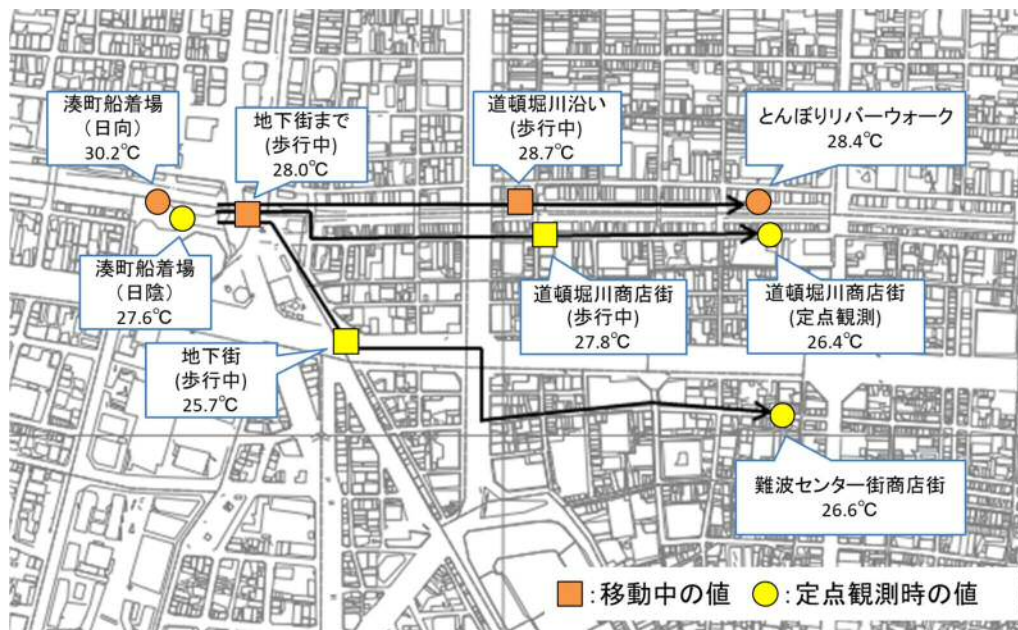 湊町船着場
（日向）
30.2℃
地下街まで
(歩行中)
28.0℃
道頓堀川沿い
(歩行中)
28.7℃
とんぼりリバーウォーク
28.4℃
湊町船着場
（日陰）
27.6℃
道頓堀川商店街
(歩行中)
27.8℃
道頓堀川商店街
(定点観測)
26.4℃
地下街
(歩行中)
25.7℃
難波センター街商店街
26.6℃
:移動中の値
:定点観測時の値